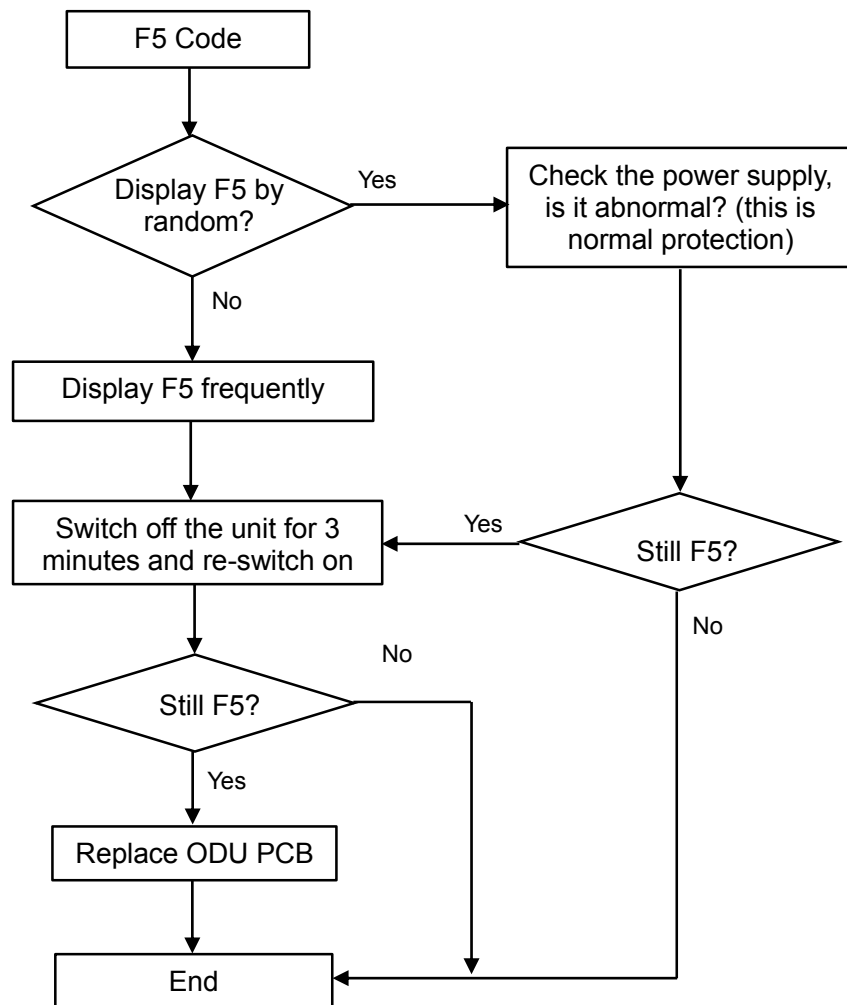 F5 Code
Display F5 by
random?
Yes
Check the power supply,
is it abnormal? (this is
normal protection)
No
Display F5 frequently
Switch off the unit for 3
minutes and re-switch on
Yes
Still F5?
No
No
Still F5?
Yes
Replace ODU PCB
End